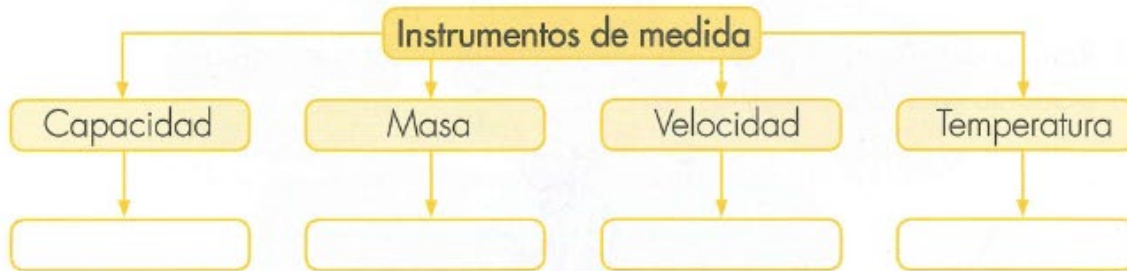 Instrumentos de medida
Capacidad
Masa
Velocidad
Temperatura